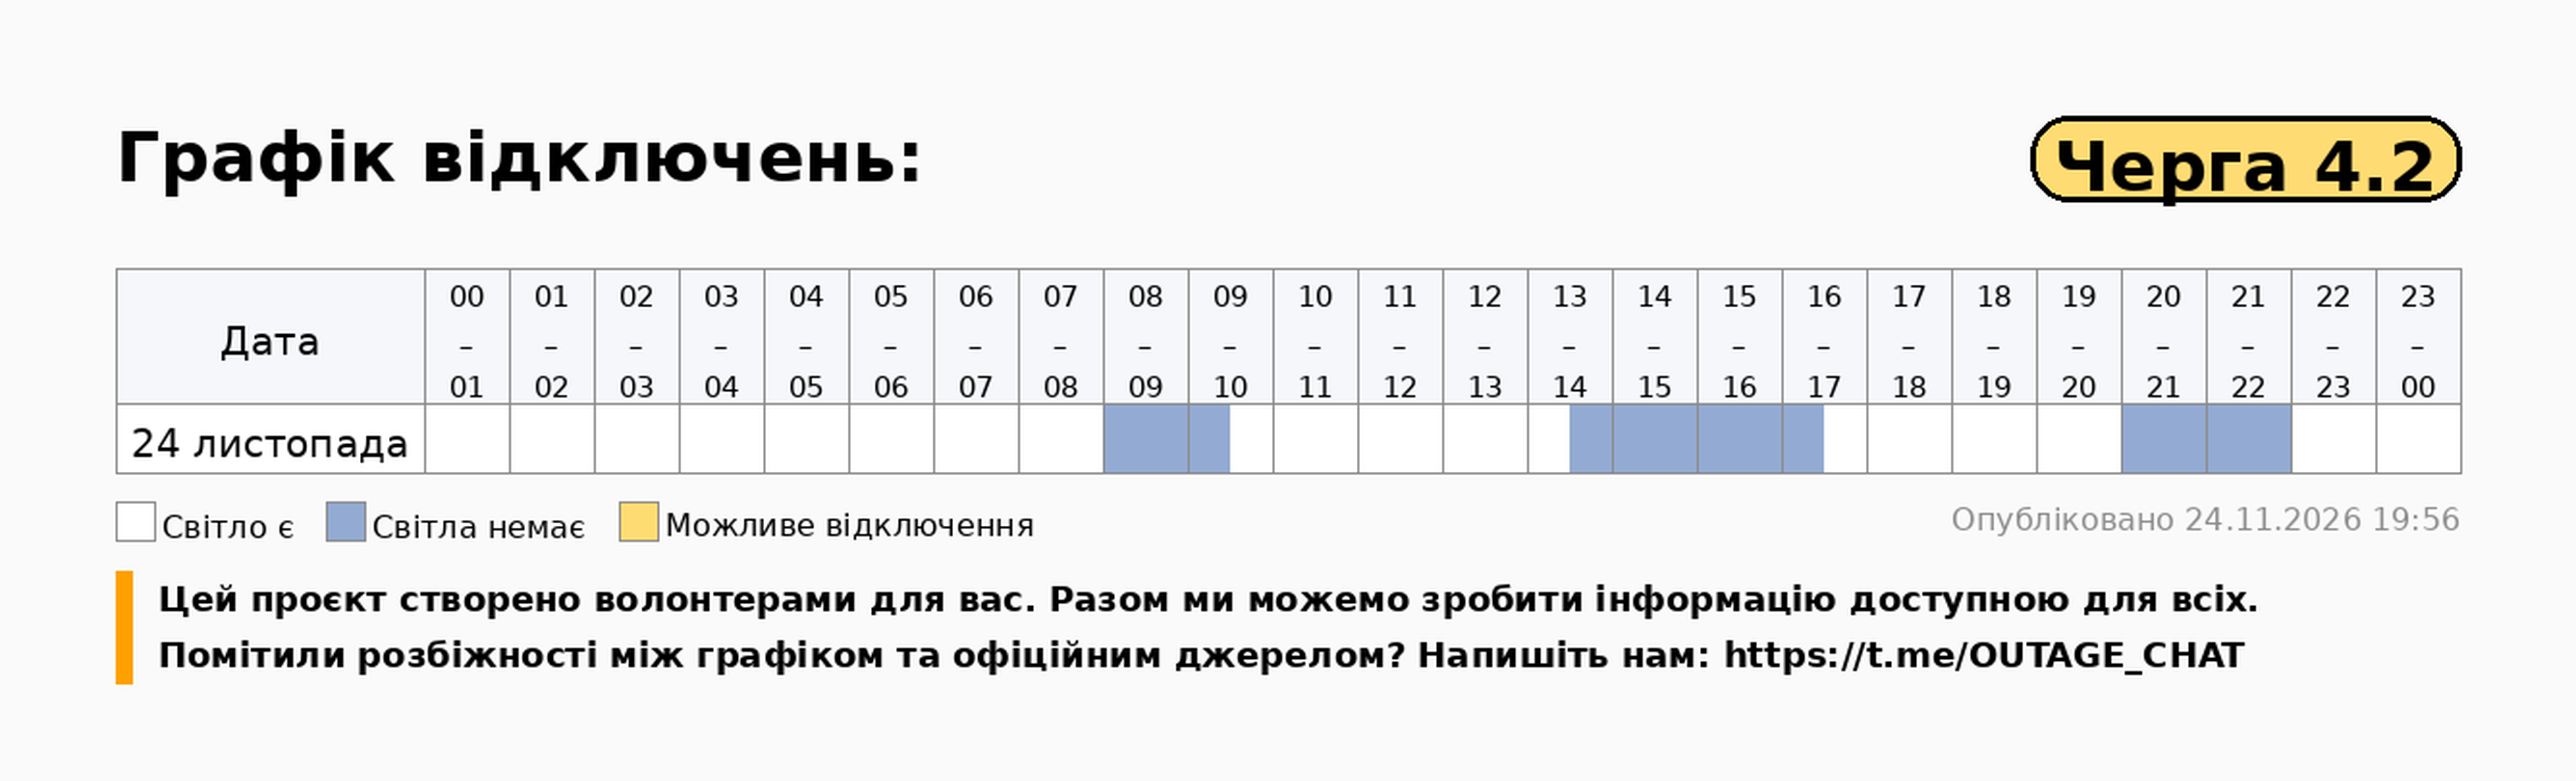 Графік відключень:
Черга 4.2
Дата
00 – 01
01 – 02
02 – 03
03 – 04
04 – 05
05 – 06
06 – 07
07 – 08
08 – 09
09 – 10
10 – 11
11 – 12
12 – 13
13 – 14
14 – 15
15 – 16
16 – 17
17 – 18
18 – 19
19 – 20
20 – 21
21 – 22
22 – 23
23 – 00
24 листопада
Світло є
Світла немає
Можливе відключення
Опубліковано 24.11.2026 19:56
Цей проєкт створено волонтерами для вас. Разом ми можемо зробити інформацію доступною для всіх.
Помітили розбіжності між графіком та офіційним джерелом? Напишіть нам: https://t.me/OUTAGE_CHAT